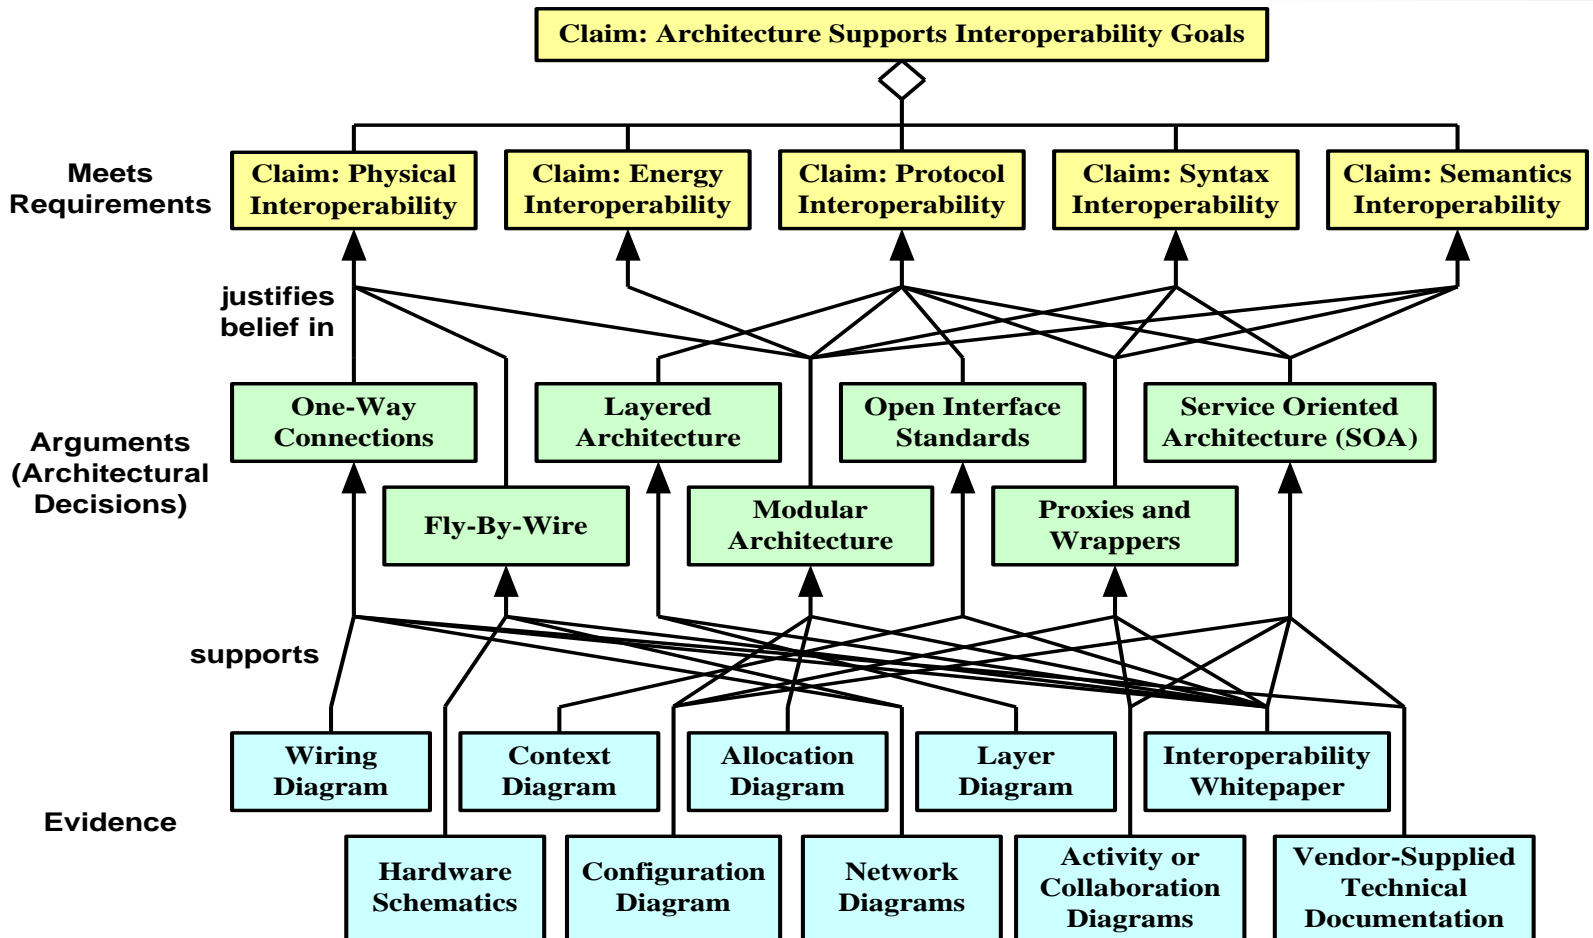 Claim: Architecture Supports Interoperability Goals
Meets
Requirements
Claim: Physical
Interoperability
Claim: Energy
Interoperability
Claim: Protocol
Interoperability
Claim: Syntax
Interoperability
Claim: Semantics
Interoperability
justifies
belief in
Arguments
(Architectural
Decisions)
One-Way
Connections
Layered
Architecture
Open Interface
Standards
Service Oriented
Architecture (SOA)
Fly-By-Wire
Modular
Architecture
Proxies and
Wrappers
supports
Evidence
Wiring
Diagram
Context
Diagram
Allocation
Diagram
Layer
Diagram
Interoperability
Whitepaper
Hardware
Schematics
Configuration
Diagram
Network
Diagrams
Activity or
Collaboration
Diagrams
Vendor-Supplied
Technical
Documentation